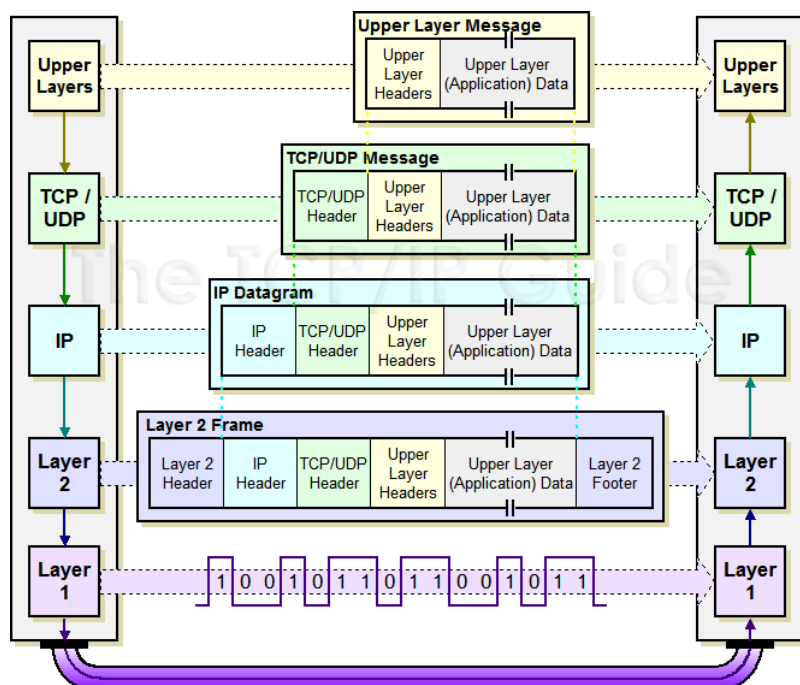 Upper Layer Message
Upper
Layers
Upper
Layer
Headers
Upper Layer
(Application) Data
Upper
Layers
TCP/UDP Message
TCP /
UDP
TCP/UDP
Header
Upper
Layer
Headers
Upper Layer
(Application) Data
TCP /
UDP
The TCP/IP Guide
IP Datagram
IP
IP
Header
TCP/UDP
Header
Upper
Layer
Headers
Upper Layer
(Application) Data
IP
Layer 2 Frame
Layer
2
Layer 2
Header
IP
Header
TCP/UDP
Header
Upper
Layer
Headers
Upper Layer
(Application) Data
Layer 2
Footer
Layer
2
Layer
1
1 0 0 1 0 1 1 0 1 1 0 0 1 0 1 1
Layer
1